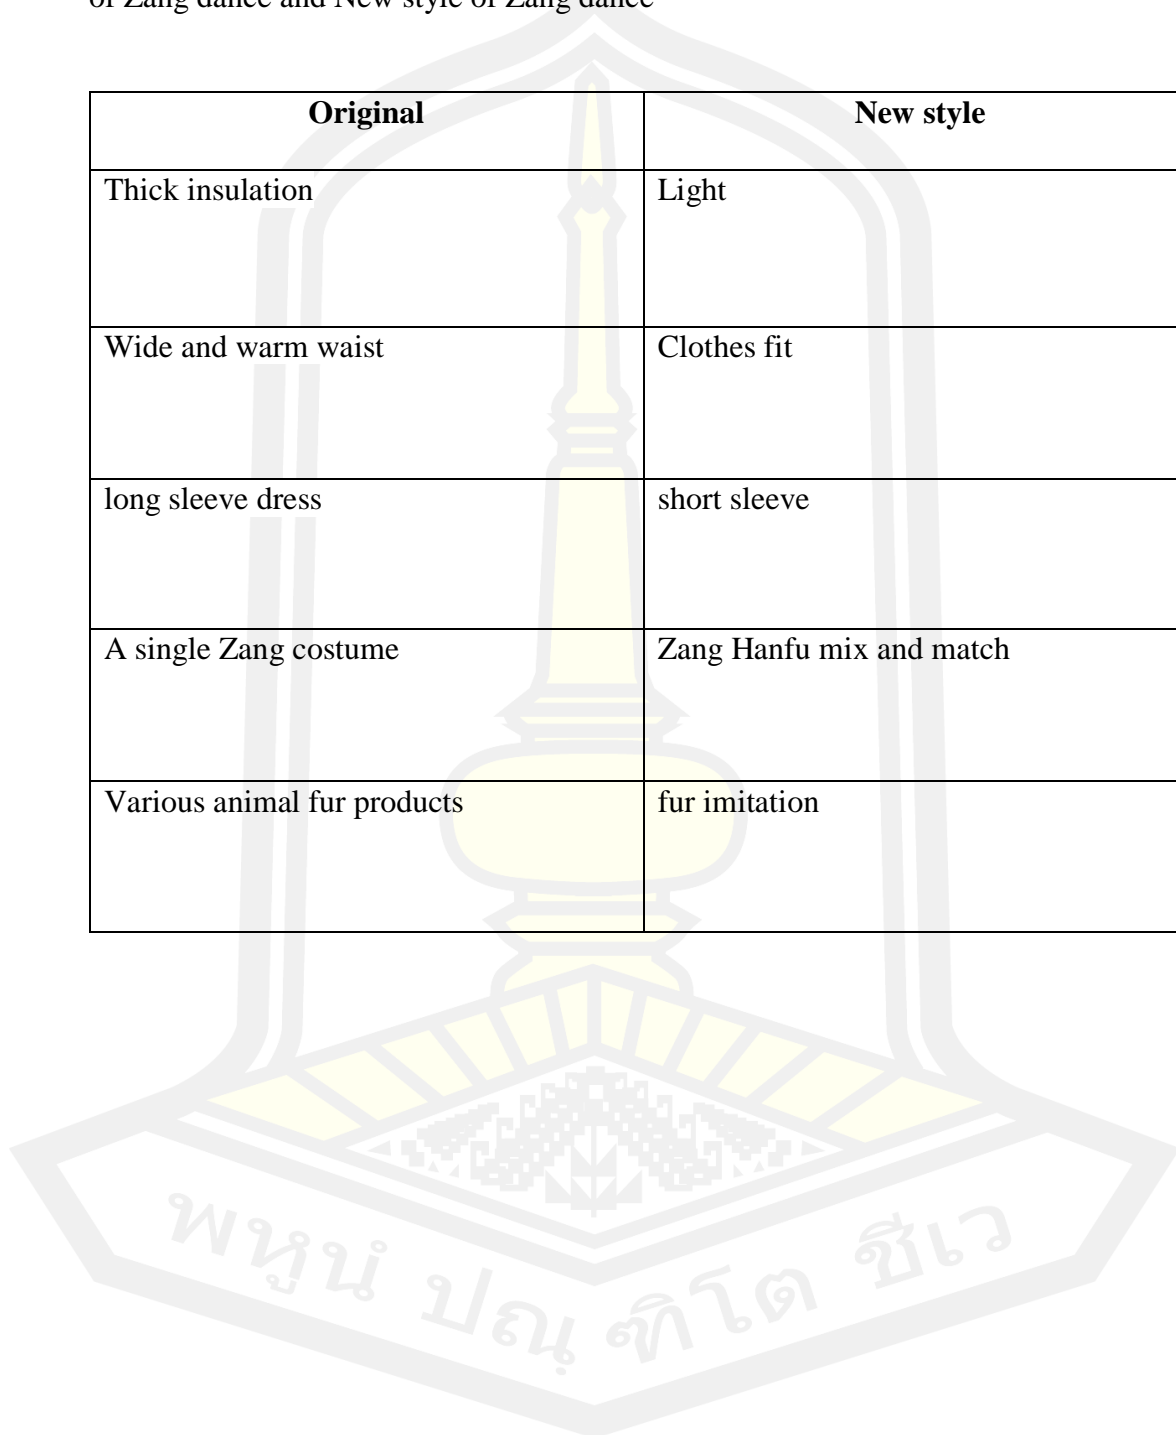 of Zang dance and New style of Zang dance
Original New style
Thick insulation Light
Wide and warm waist Clothes fit
long sleeve dress short sleeve
A single Zang costume Zang Hanfu mix and match
Various animal fur products fur imitation
พหูนํ ปณฺฑิโต ชีเว